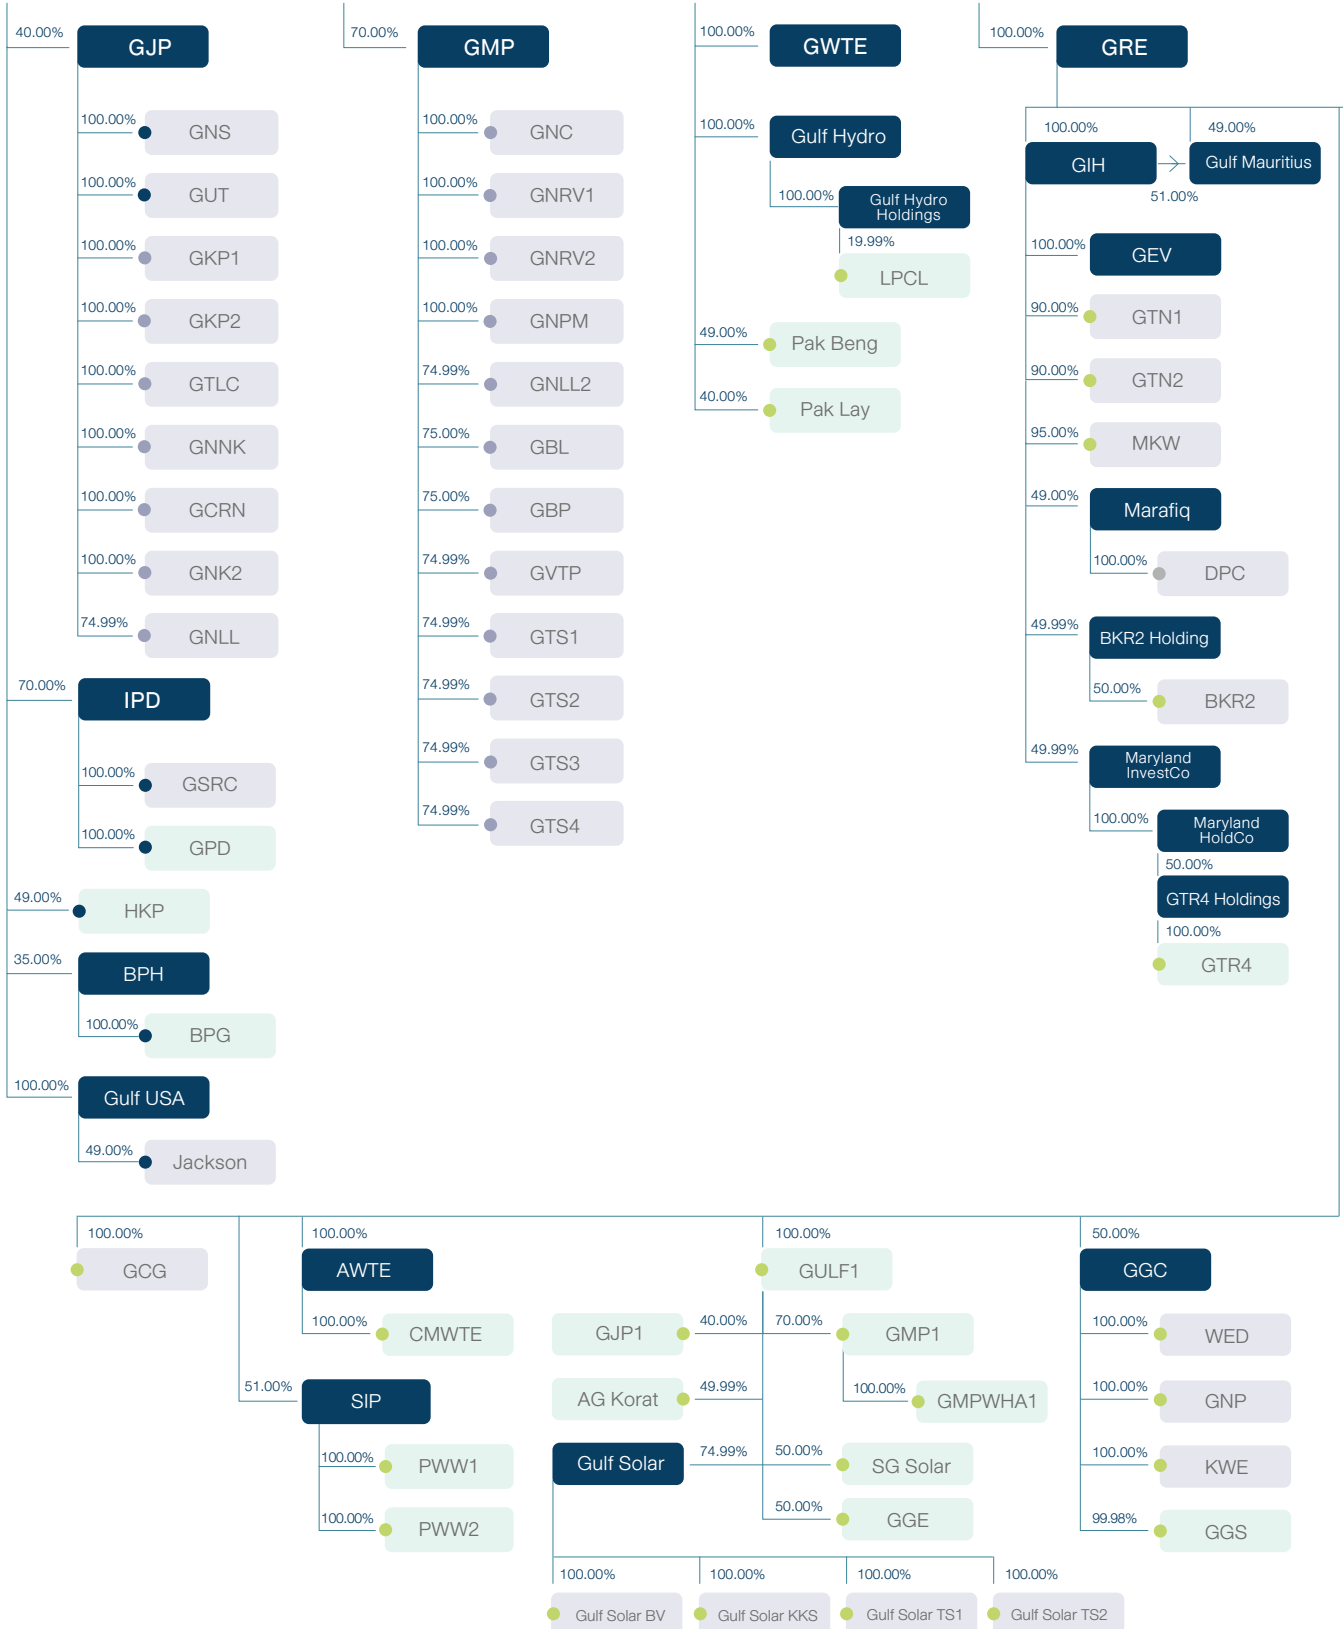 40.00%
GJP
100.00%
GNS
100.00%
GUT
100.00%
GKP1
100.00%
GKP2
100.00%
GTLC
100.00%
GNNK
100.00%
GCRN
100.00%
GNK2
74.99%
GNLL
70.00%
IPD
100.00%
GSRC
100.00%
GPD
49.00%
HKP
35.00%
BPH
100.00%
BPG
100.00%
Gulf USA
49.00%
Jackson
70.00%
GMP
100.00%
GNC
100.00%
GNRV1
100.00%
GNRV2
100.00%
GNPM
74.99%
GNLL2
75.00%
GBL
75.00%
GBP
74.99%
GVTP
74.99%
GTS1
74.99%
GTS2
74.99%
GTS3
74.99%
GTS4
100.00%
GWTE
100.00%
Gulf Hydro
100.00%
Gulf Hydro
Holdings
19.99%
LPCL
49.00%
Pak Beng
40.00%
Pak Lay
100.00%
GRE
100.00%
GIH
49.00%
Gulf Mauritius
51.00%
100.00%
GEV
90.00%
GTN1
90.00%
GTN2
95.00%
MKW
49.00%
Marafiq
100.00%
DPC
49.99%
BKR2 Holding
50.00%
BKR2
49.99%
Maryland
InvestCo
100.00%
Maryland
HoldCo
50.00%
GTR4 Holdings
100.00%
GTR4
100.00%
GCG
100.00%
AWTE
100.00%
CMWTE
51.00%
SIP
100.00%
PWW1
100.00%
PWW2
100.00%
GULF1
GJP1
40.00%
70.00%
GMP1
100.00%
GMPWHA1
AG Korat
49.99%
Gulf Solar
74.99%
50.00%
SG Solar
50.00%
GGE
100.00%
Gulf Solar BV
100.00%
Gulf Solar KKS
100.00%
Gulf Solar TS1
100.00%
Gulf Solar TS2
50.00%
GGC
100.00%
WED
100.00%
GNP
100.00%
KWE
99.98%
GGS